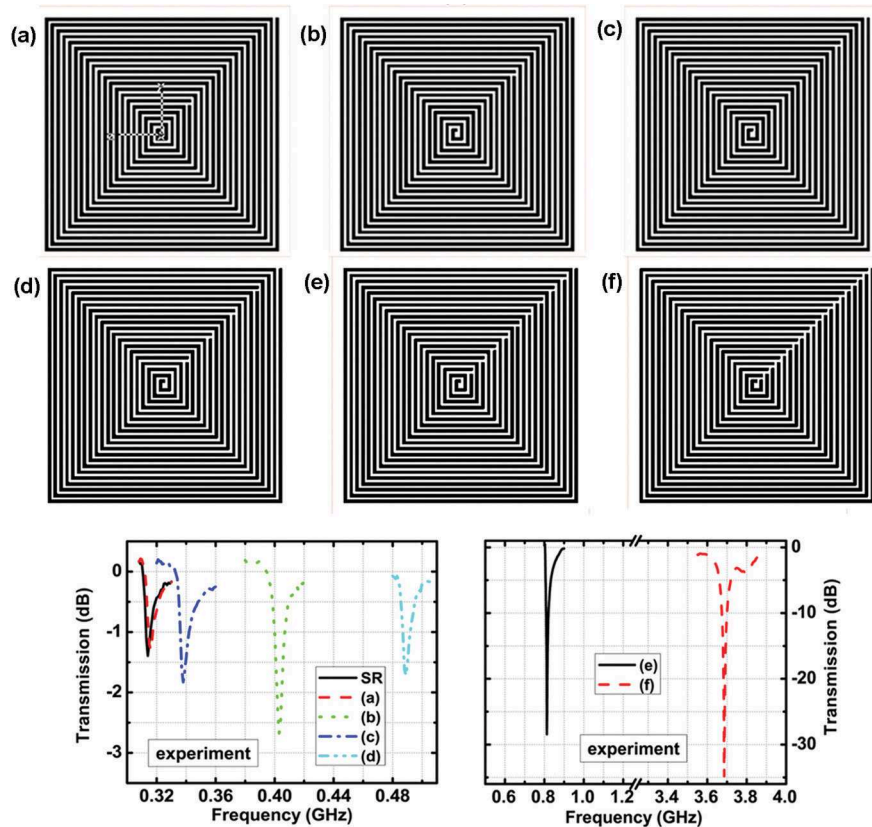 (a)
(b)
(c)
(d)
(e)
(f)
Transmission (dB)
0
-1
-2
-3
SR
(a)
(b)
(c)
(d)
experiment
0.32 0.36 0.40 0.44 0.48
Frequency (GHz)
0
-10
-20
-30
Transmission (dB)
(e)
(f)
experiment
0.6 0.8 1.0 1.2 3.6 3.8 4.0
Frequency (GHz)